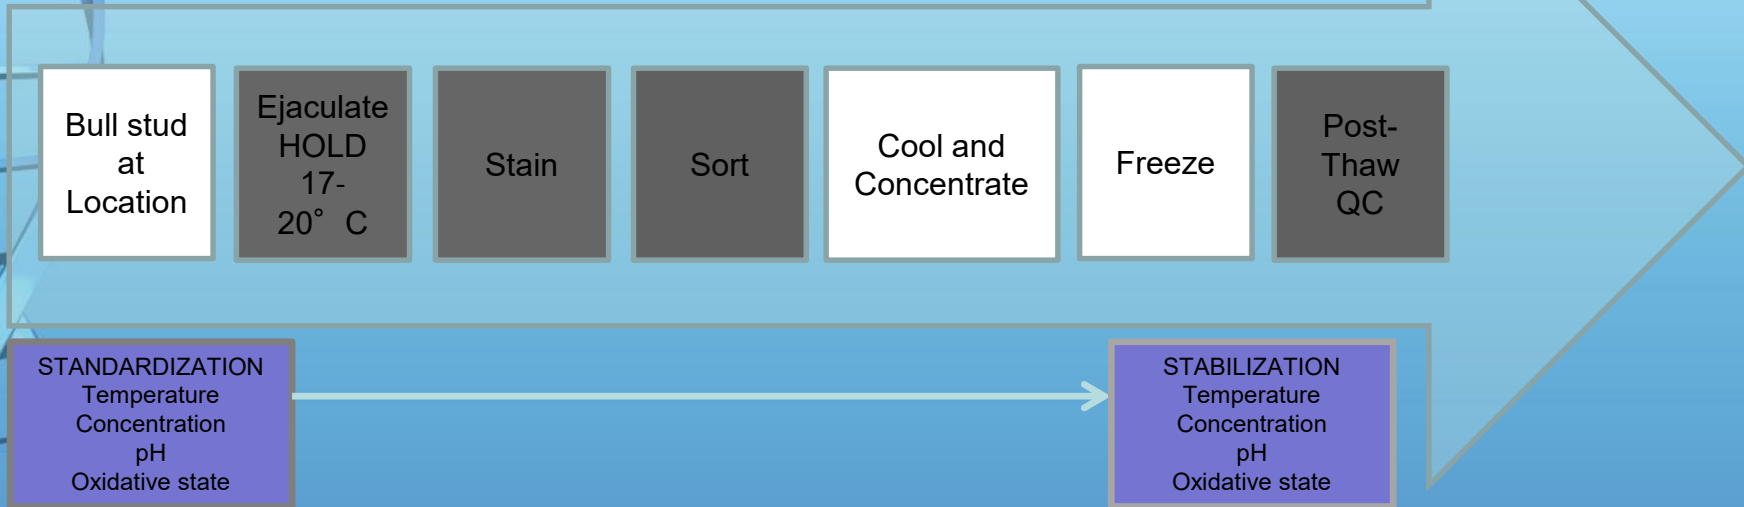 Bull stud
at
Location
Ejaculate
HOLD
17-
20° C
Stain
Sort
Cool and
Concentrate
Freeze
Post-
Thaw
QC
STANDARDIZATION
Temperature
Concentration
pH
Oxidative state
STABILIZATION
Temperature
Concentration
pH
Oxidative state